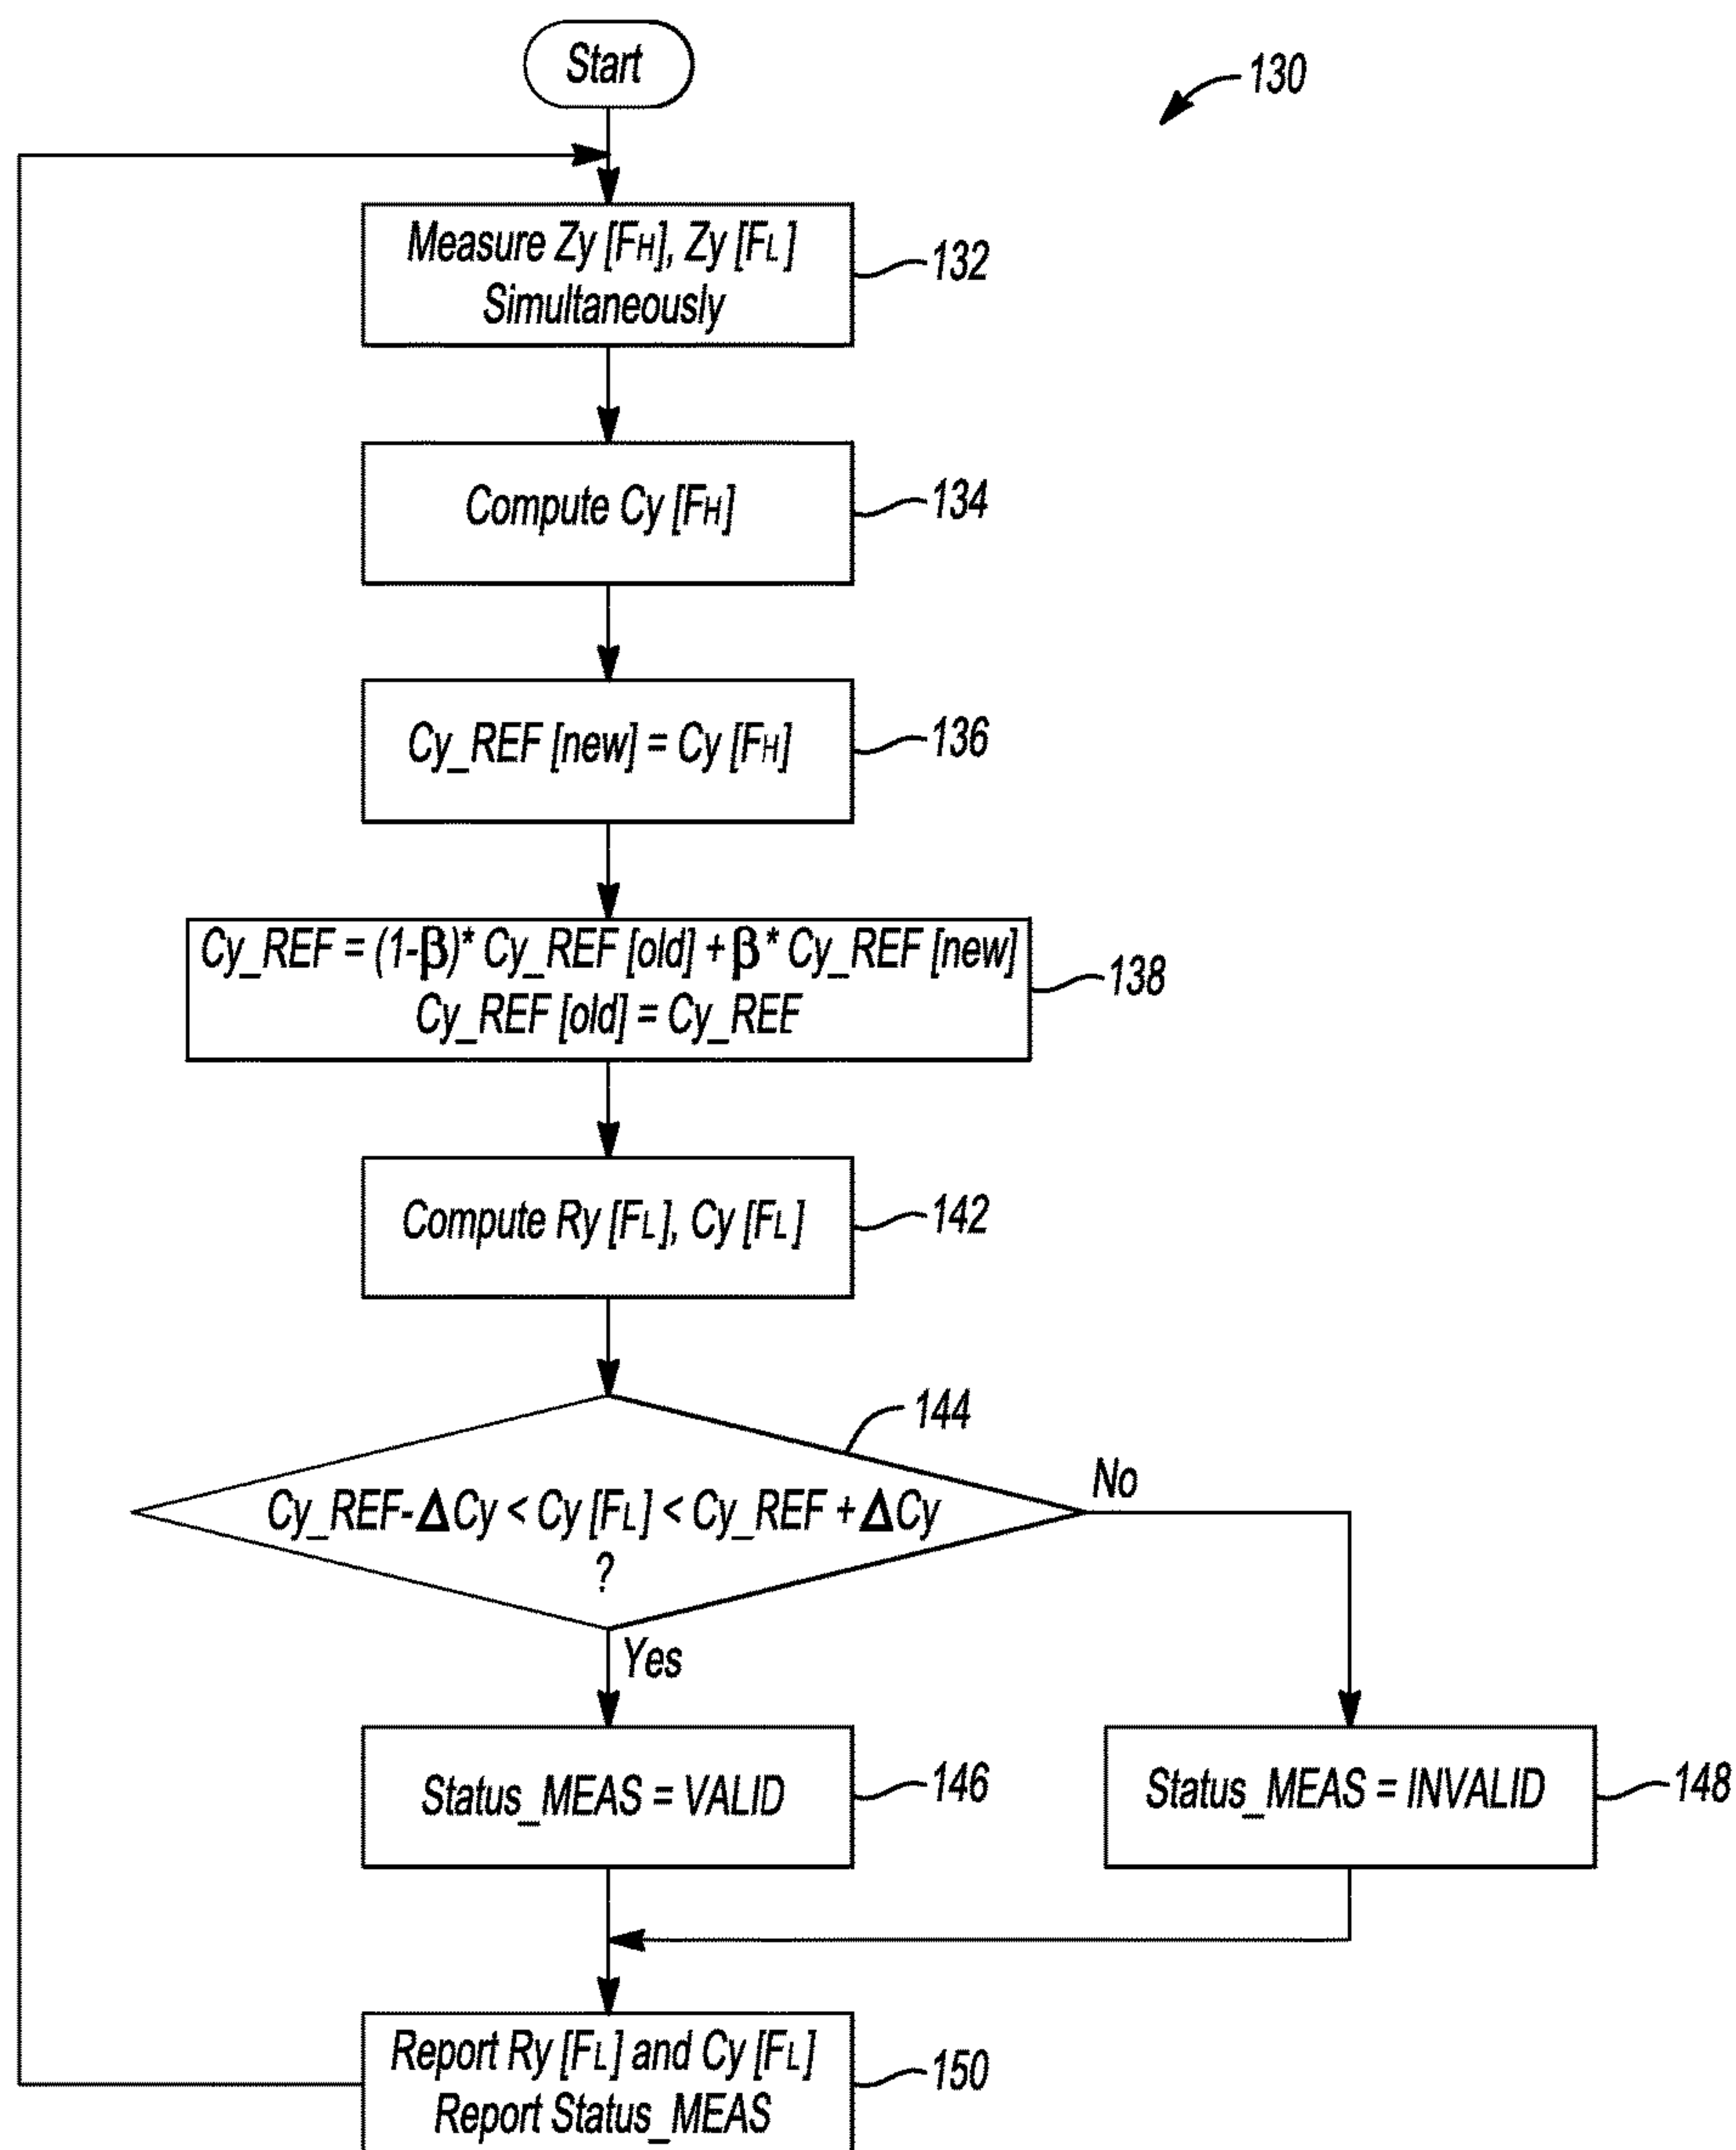 Start
130
Measure Zy [FH], Zy [FL]
Simultaneously
132
Compute Cy [FH]
134
Cy_REF [new] = Cy [FH]
136
Cy_REF = (1-β)* Cy_REF [old] + β* Cy_REF [new]
Cy_REF [old] = Cy_REF
138
Compute Ry [FL], Cy [FL]
142
144
Cy_REF-ΔCy < Cy [FL] < Cy_REF + ΔCy
?
No
Yes
Status_MEAS = VALID
146
Status_MEAS = INVALID
148
Report Ry [FL] and Cy [FL]
Report Status_MEAS
150